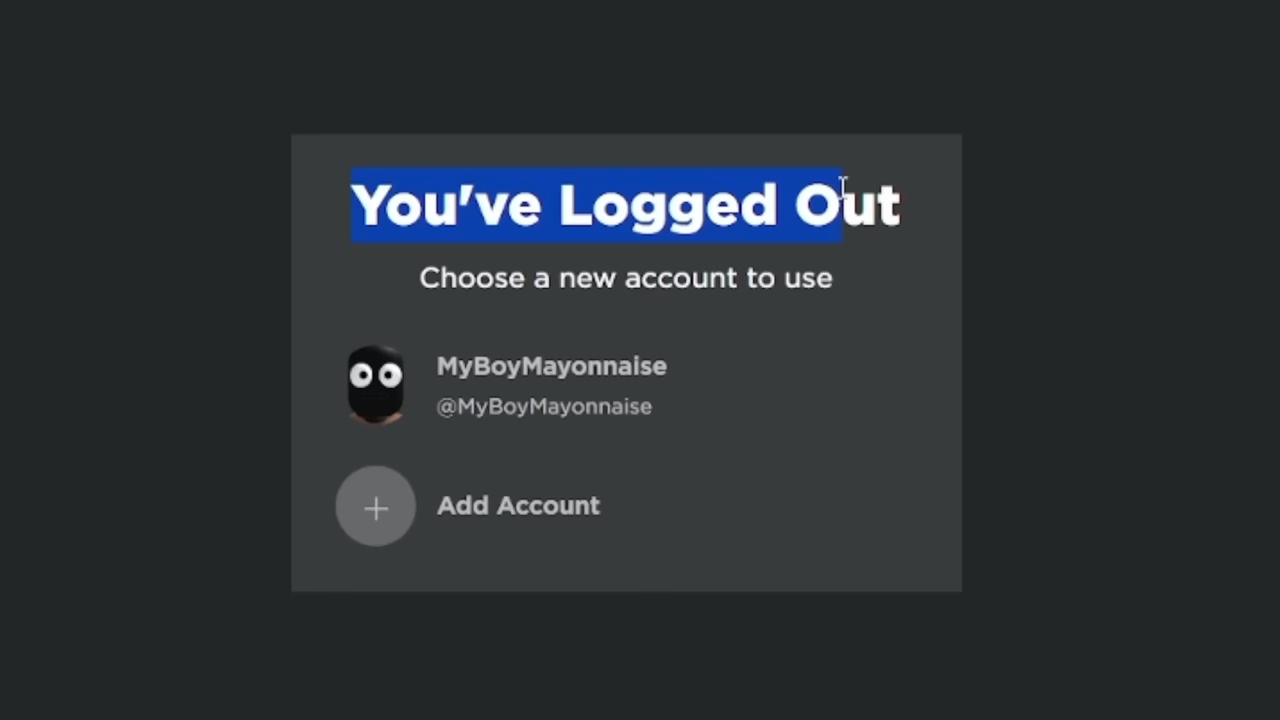 You've Logged Out
Choose a new account to use
MyBoyMayonnaise
@MyBoyMayonnaise
Add Account